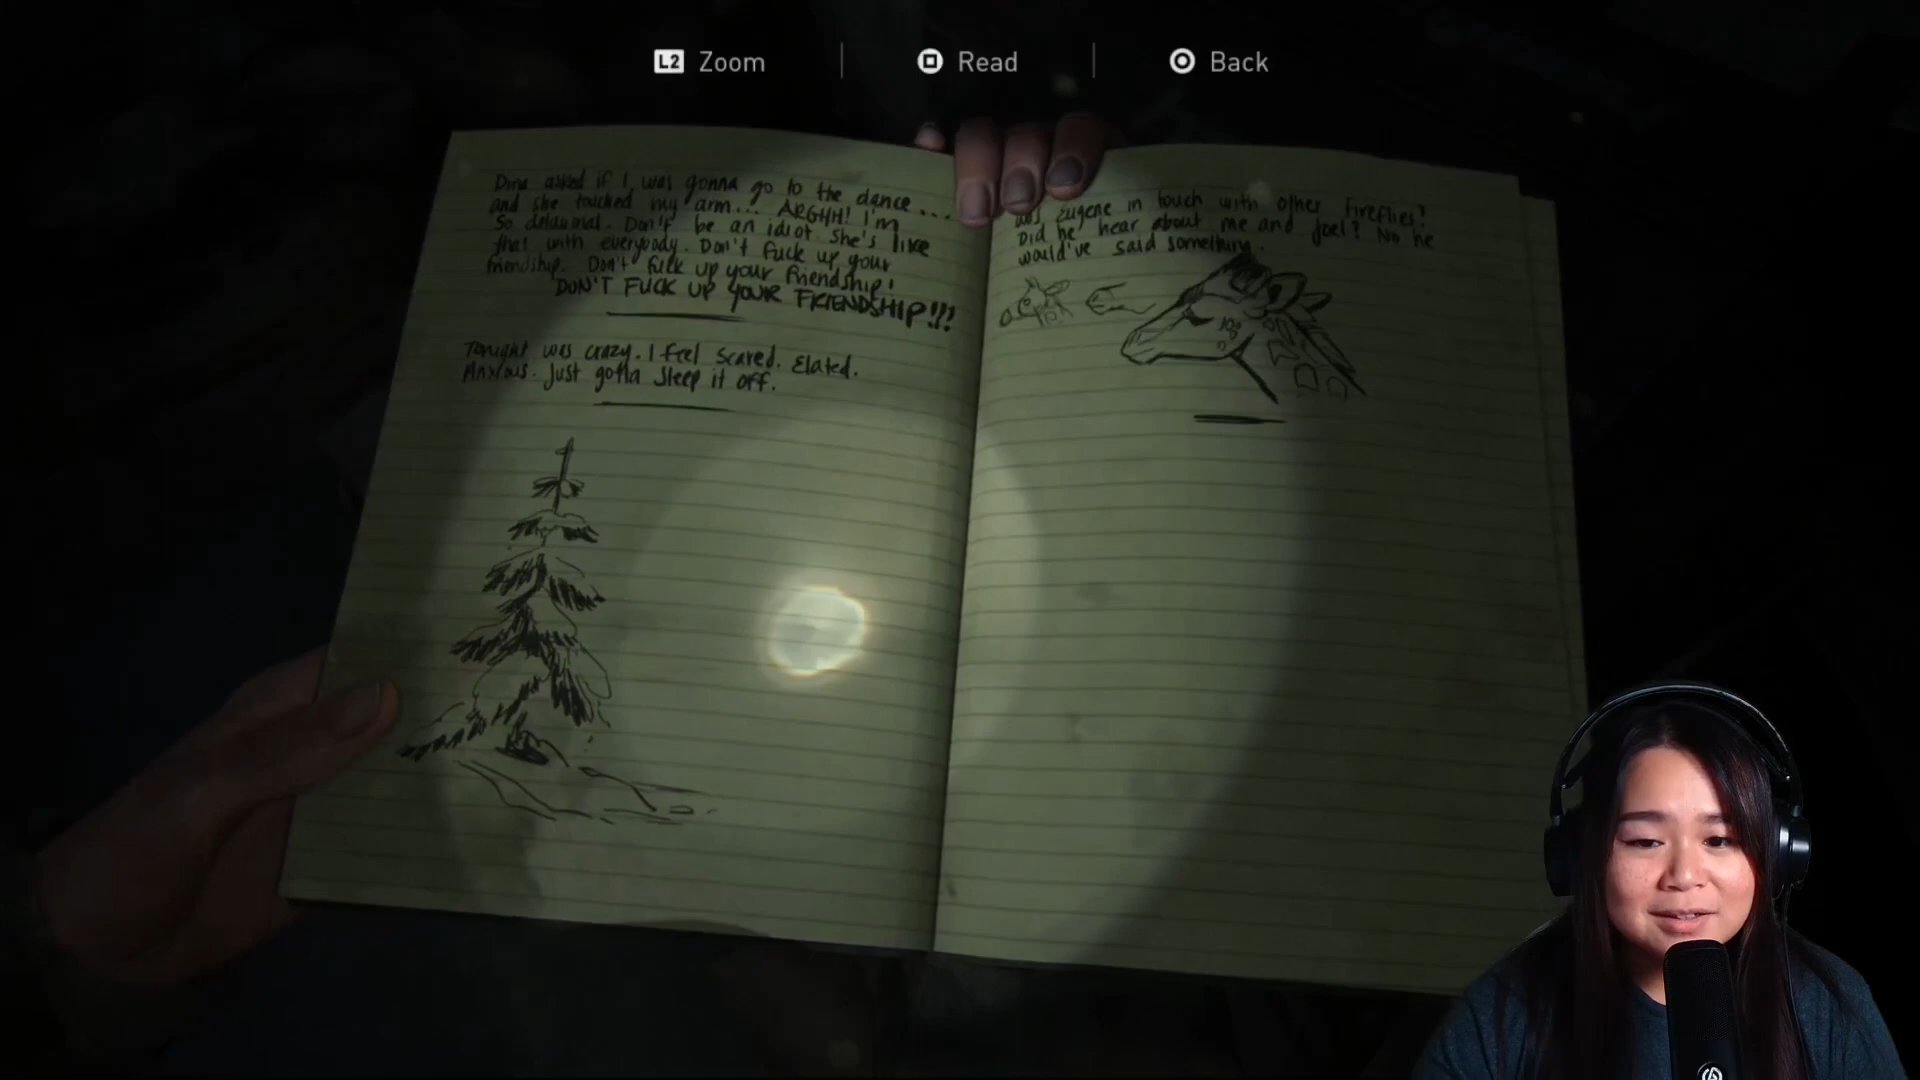 L2 Zoom
Read
Back
Dina asked if I was gonna go to the dance...
and she touched my arm... ARGHH! I'm
so delusional. Don't be an idiot. She's like
that with everybody. Don't fuck up your
friendship. Don't fuck up your friendship!
DON'T FUCK UP YOUR FRIENDSHIP!!!
Tonight was crazy. I feel scared. Elated.
Anxious. Just gotta sleep it off.
was Eugene in touch with other Fireflies?
Did he hear about me and Joel? No he
would've said something.